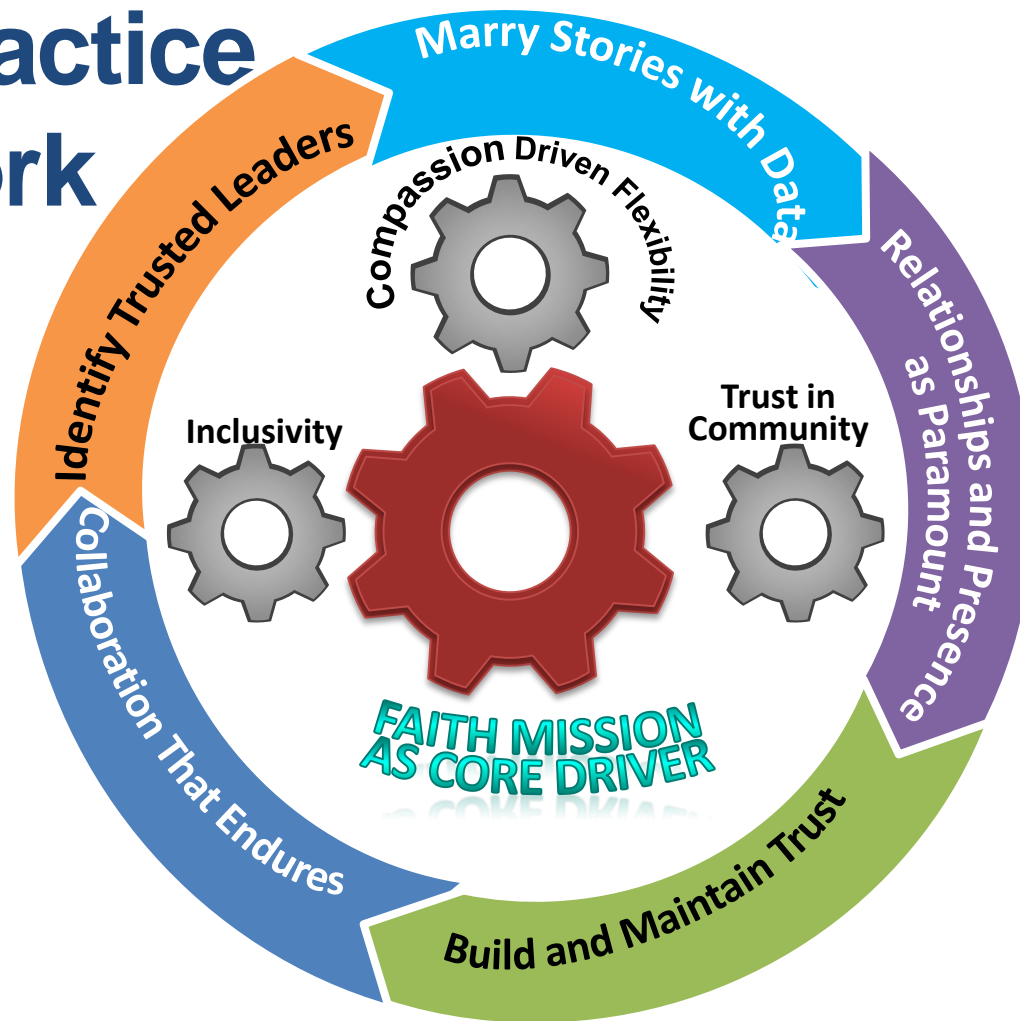 actice
ork
Marry Stories with Data
Identify Trusted Leaders
Compassion Driven Flexibility
Relationships and Presence
as Paramount
Inclusivity
Trust in
Community
Collaboration That Endures
FAITH MISSION
AS CORE DRIVER
Build and Maintain Trust